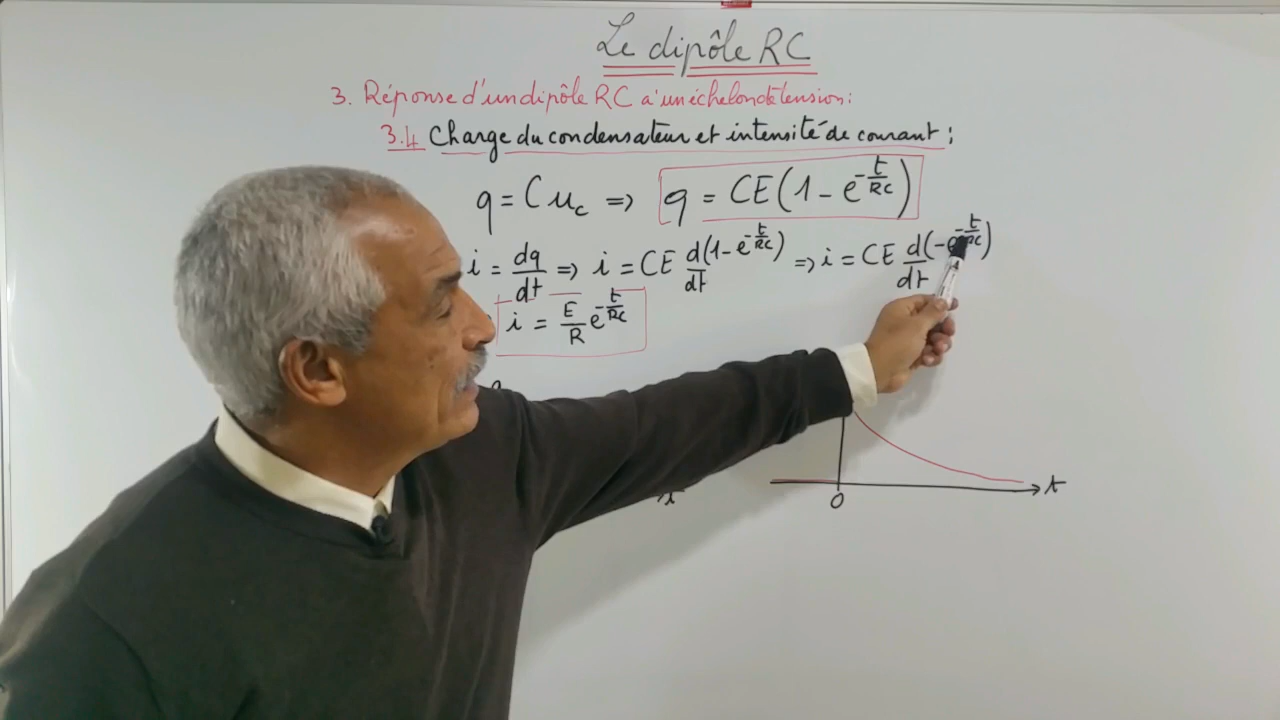 Le dipôle RC
3. Réponse d'un dipôle RC à un échelon de tension :
3.4 Charge du condensateur et intensité de courant :
q = C u_c ⇒ q = CE(1 - e^{-t/RC})
i = dq/dt ⇒ i = CE d(1 - e^{-t/RC})/dt ⇒ i = CE d(-e^{-t/RC})/dt
i = E/R e^{-t/RC}
t
0
t